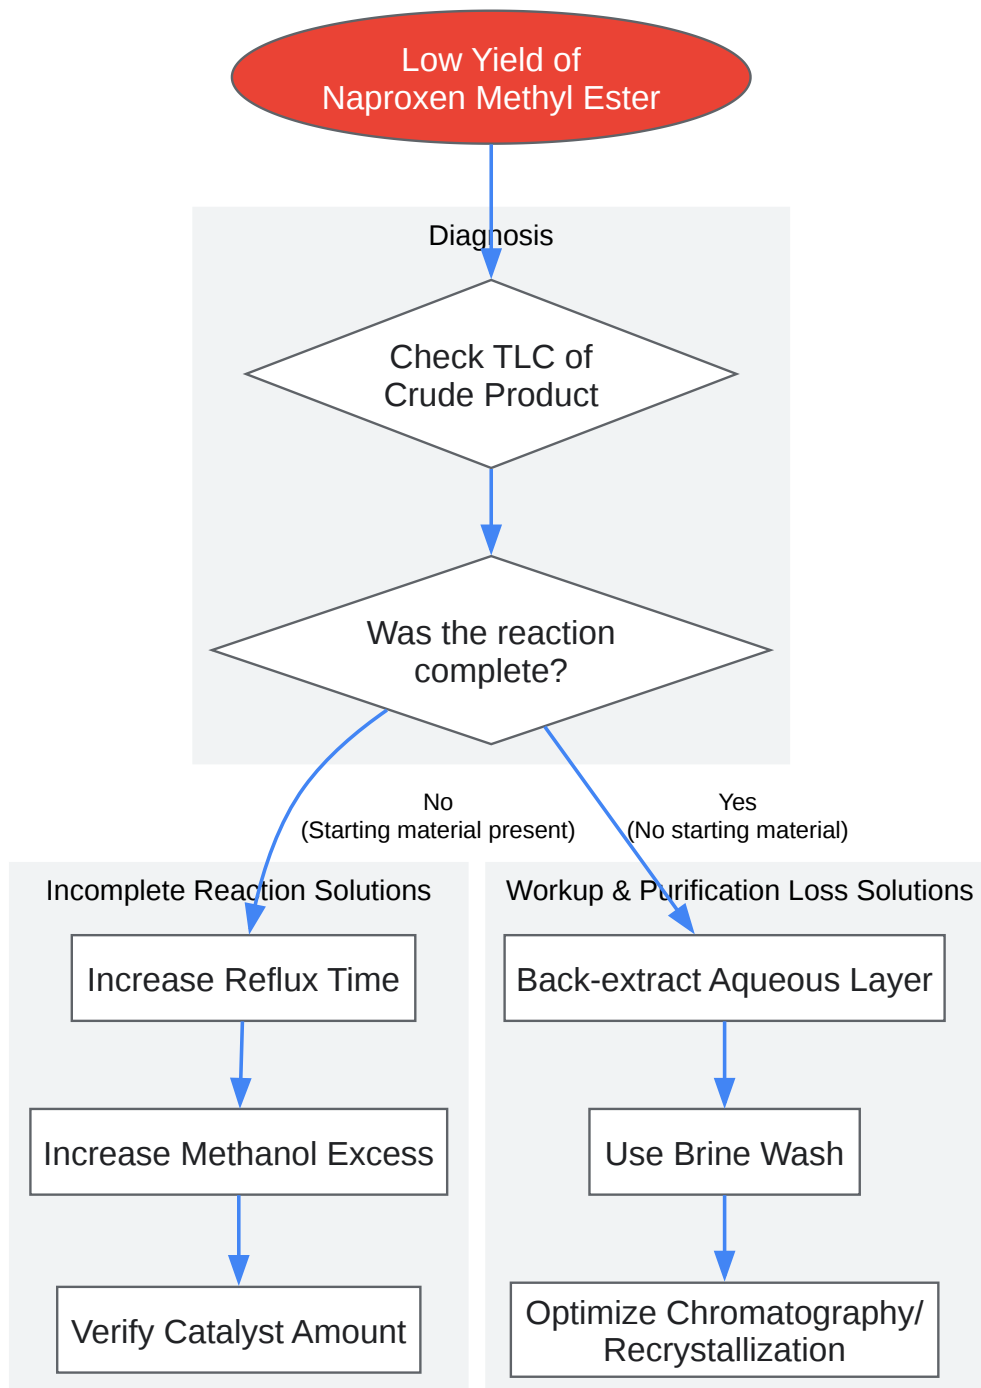 Low Yield of
Naproxen Methyl Ester
Diagnosis
Check TLC of
Crude Product
Was the reaction
complete?
No
(Starting material present)
Yes
(No starting material)
Incomplete Reaction Solutions
Increase Reflux Time
Increase Methanol Excess
Verify Catalyst Amount
Workup & Purification Loss Solutions
Back-extract Aqueous Layer
Use Brine Wash
Optimize Chromatography/
Recrystallization